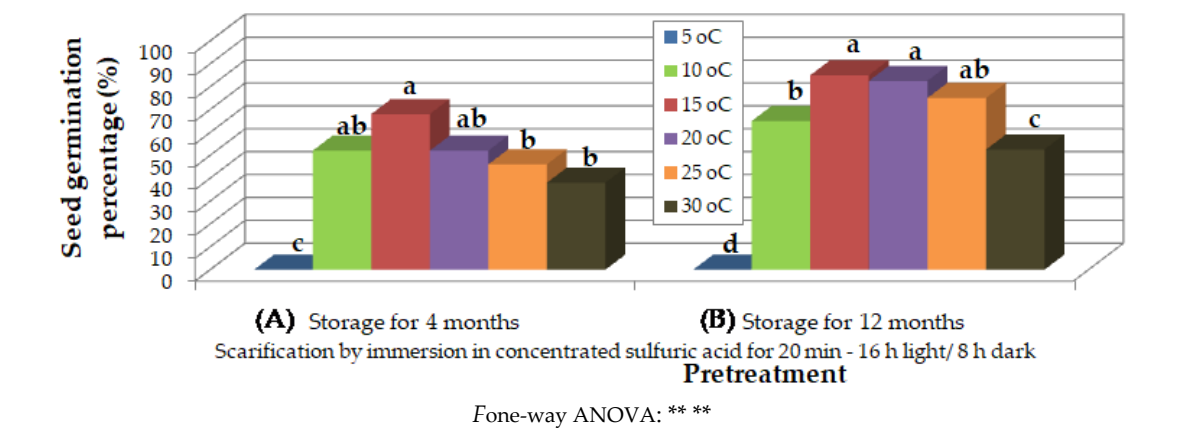 Seed germination
percentage (%)
100
90
80
70
60
50
40
30
20
10
0
c
ab
a
ab
b
b
5 oC
10 oC
15 oC
20 oC
25 oC
30 oC
d
b
a
a
ab
c
(A) Storage for 4 months
(B) Storage for 12 months
Scarification by immersion in concentrated sulfuric acid for 20 min - 16 h light/ 8 h dark
Pretreatment
Fone-way ANOVA: ** **